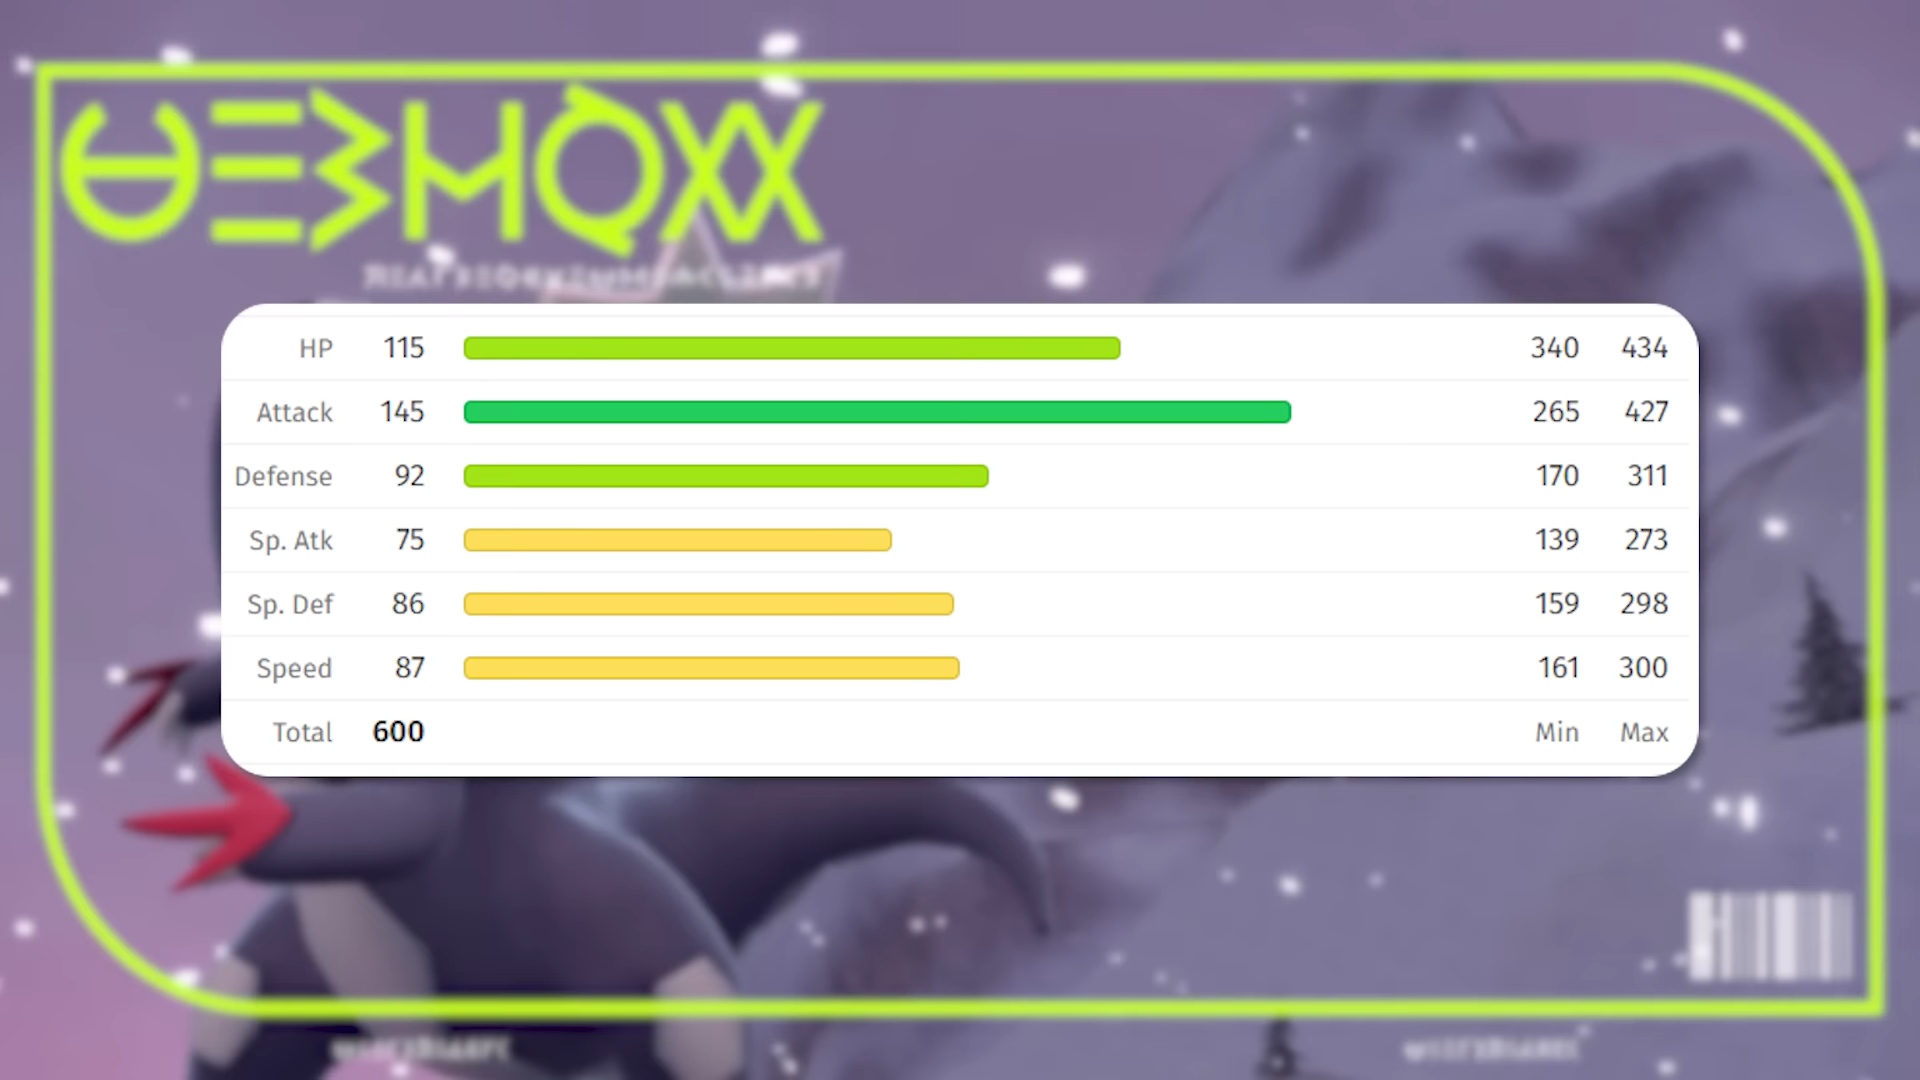 HP 115 340 434
Attack 145 265 427
Defense 92 170 311
Sp. Atk 75 139 273
Sp. Def 86 159 298
Speed 87 161 300
Total 600 Min Max